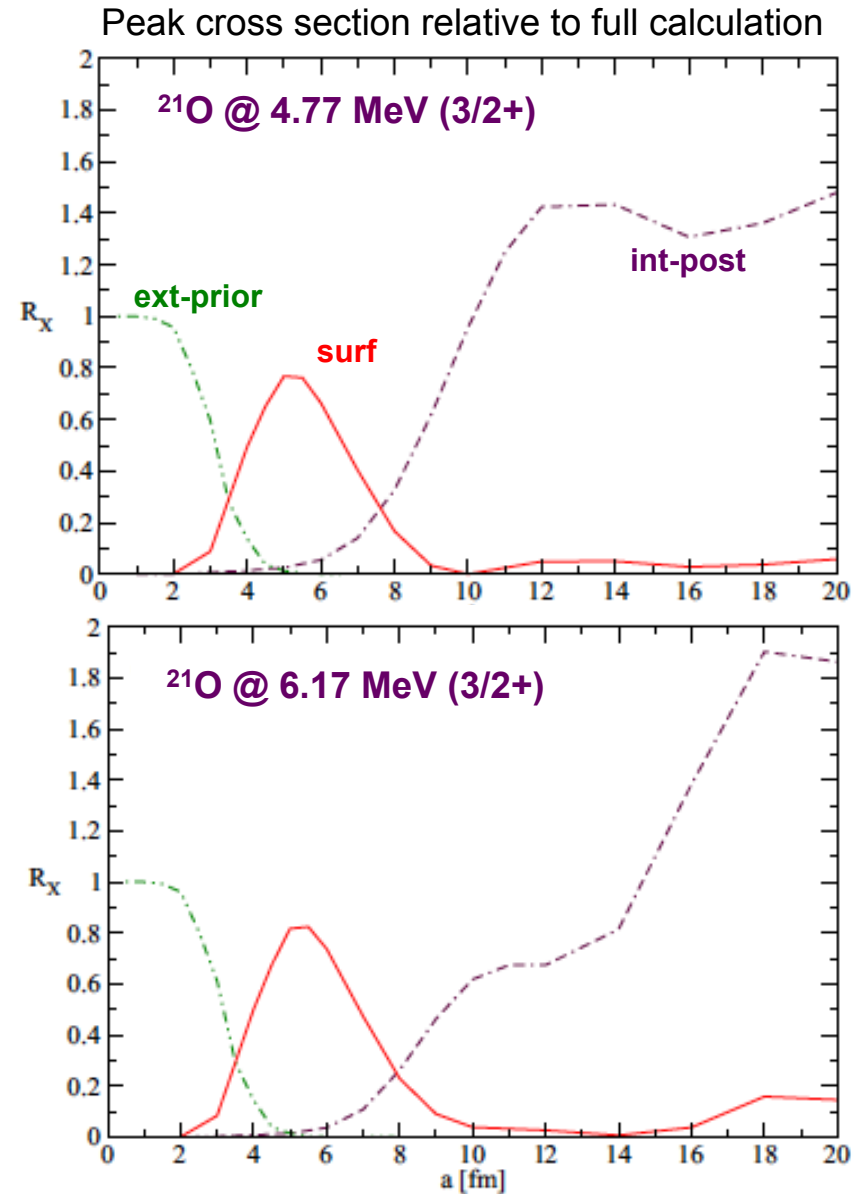 Peak cross section relative to full calculation
2
1.8
²¹O @ 4.77 MeV (3/2+)
1.6
1.4
1.2
int-post
ext-prior
R_X
1
surf
0.8
0.6
0.4
0.2
0
0 2 4 6 8 10 12 14 16 18 20
2
1.8
²¹O @ 6.17 MeV (3/2+)
1.6
1.4
1.2
R_X
1
0.8
0.6
0.4
0.2
0
0 2 4 6 8 10 12 14 16 18 20
a [fm]